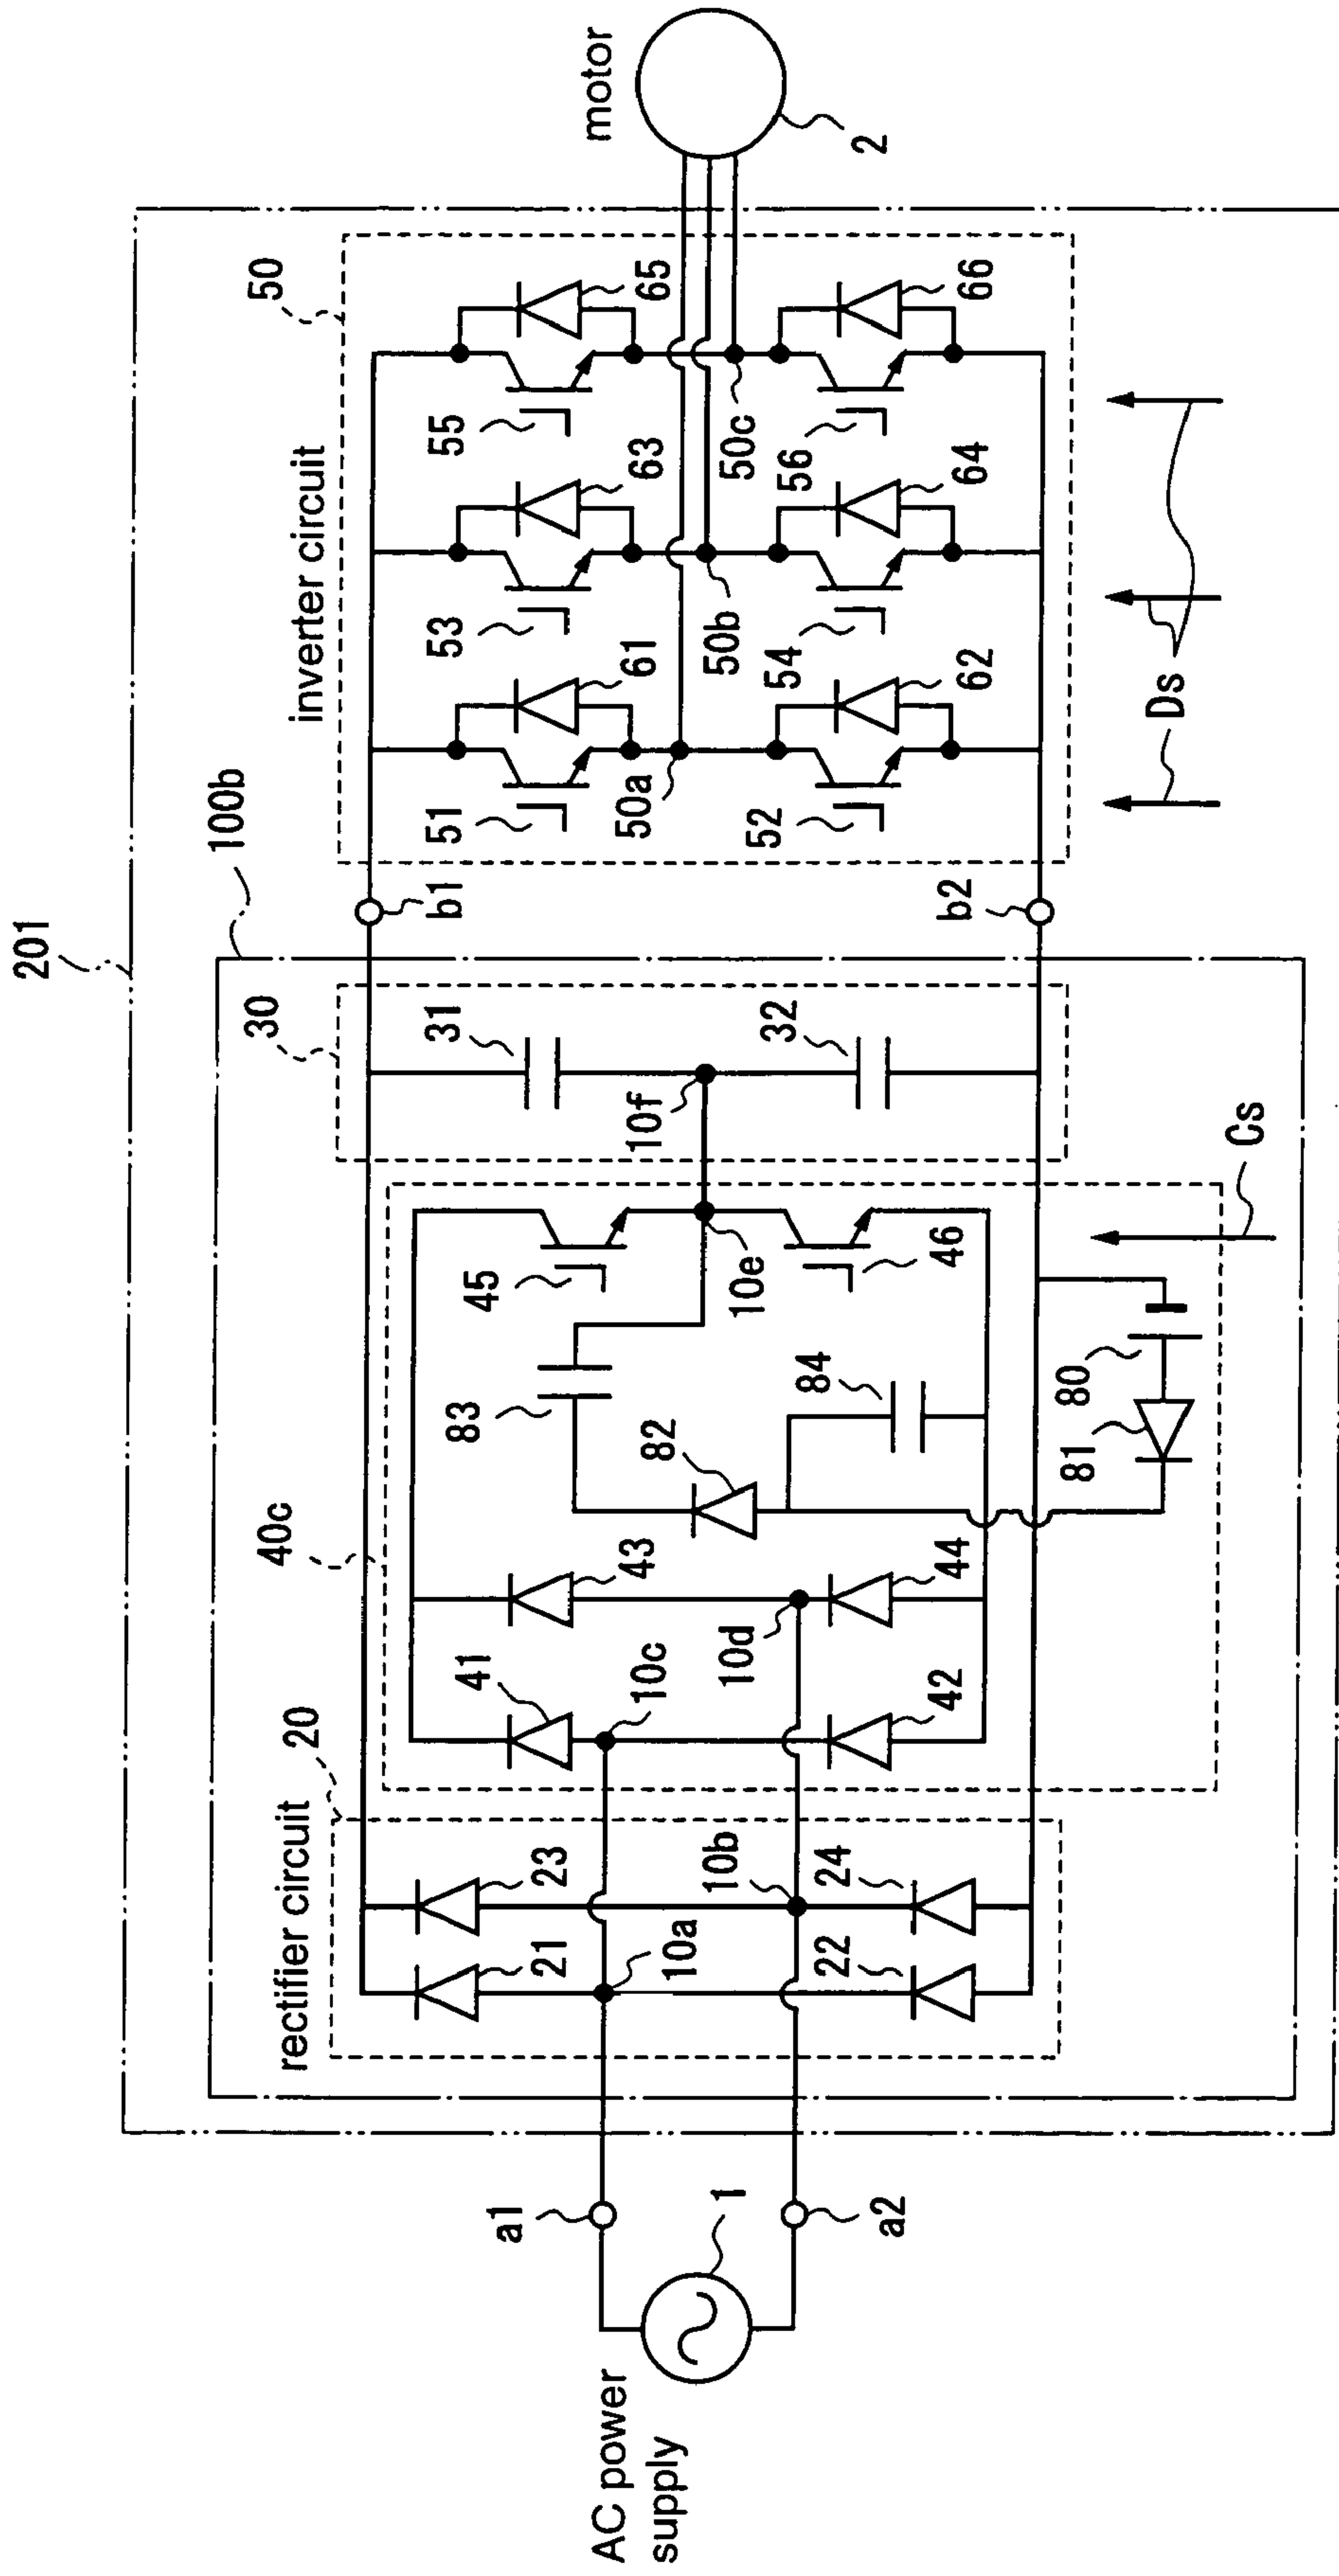 201
100b
rectifier circuit
20
40c
30
inverter circuit
50
motor
2
AC power
supply
1
a1
a2
21
23
10a
10b
22
24
41
43
10c
10d
42
44
82
83
84
45
46
10e
10f
31
32
80
81
Cs
b1
b2
51
61
53
63
55
65
50a
50b
50c
52
62
54
64
56
66
Ds